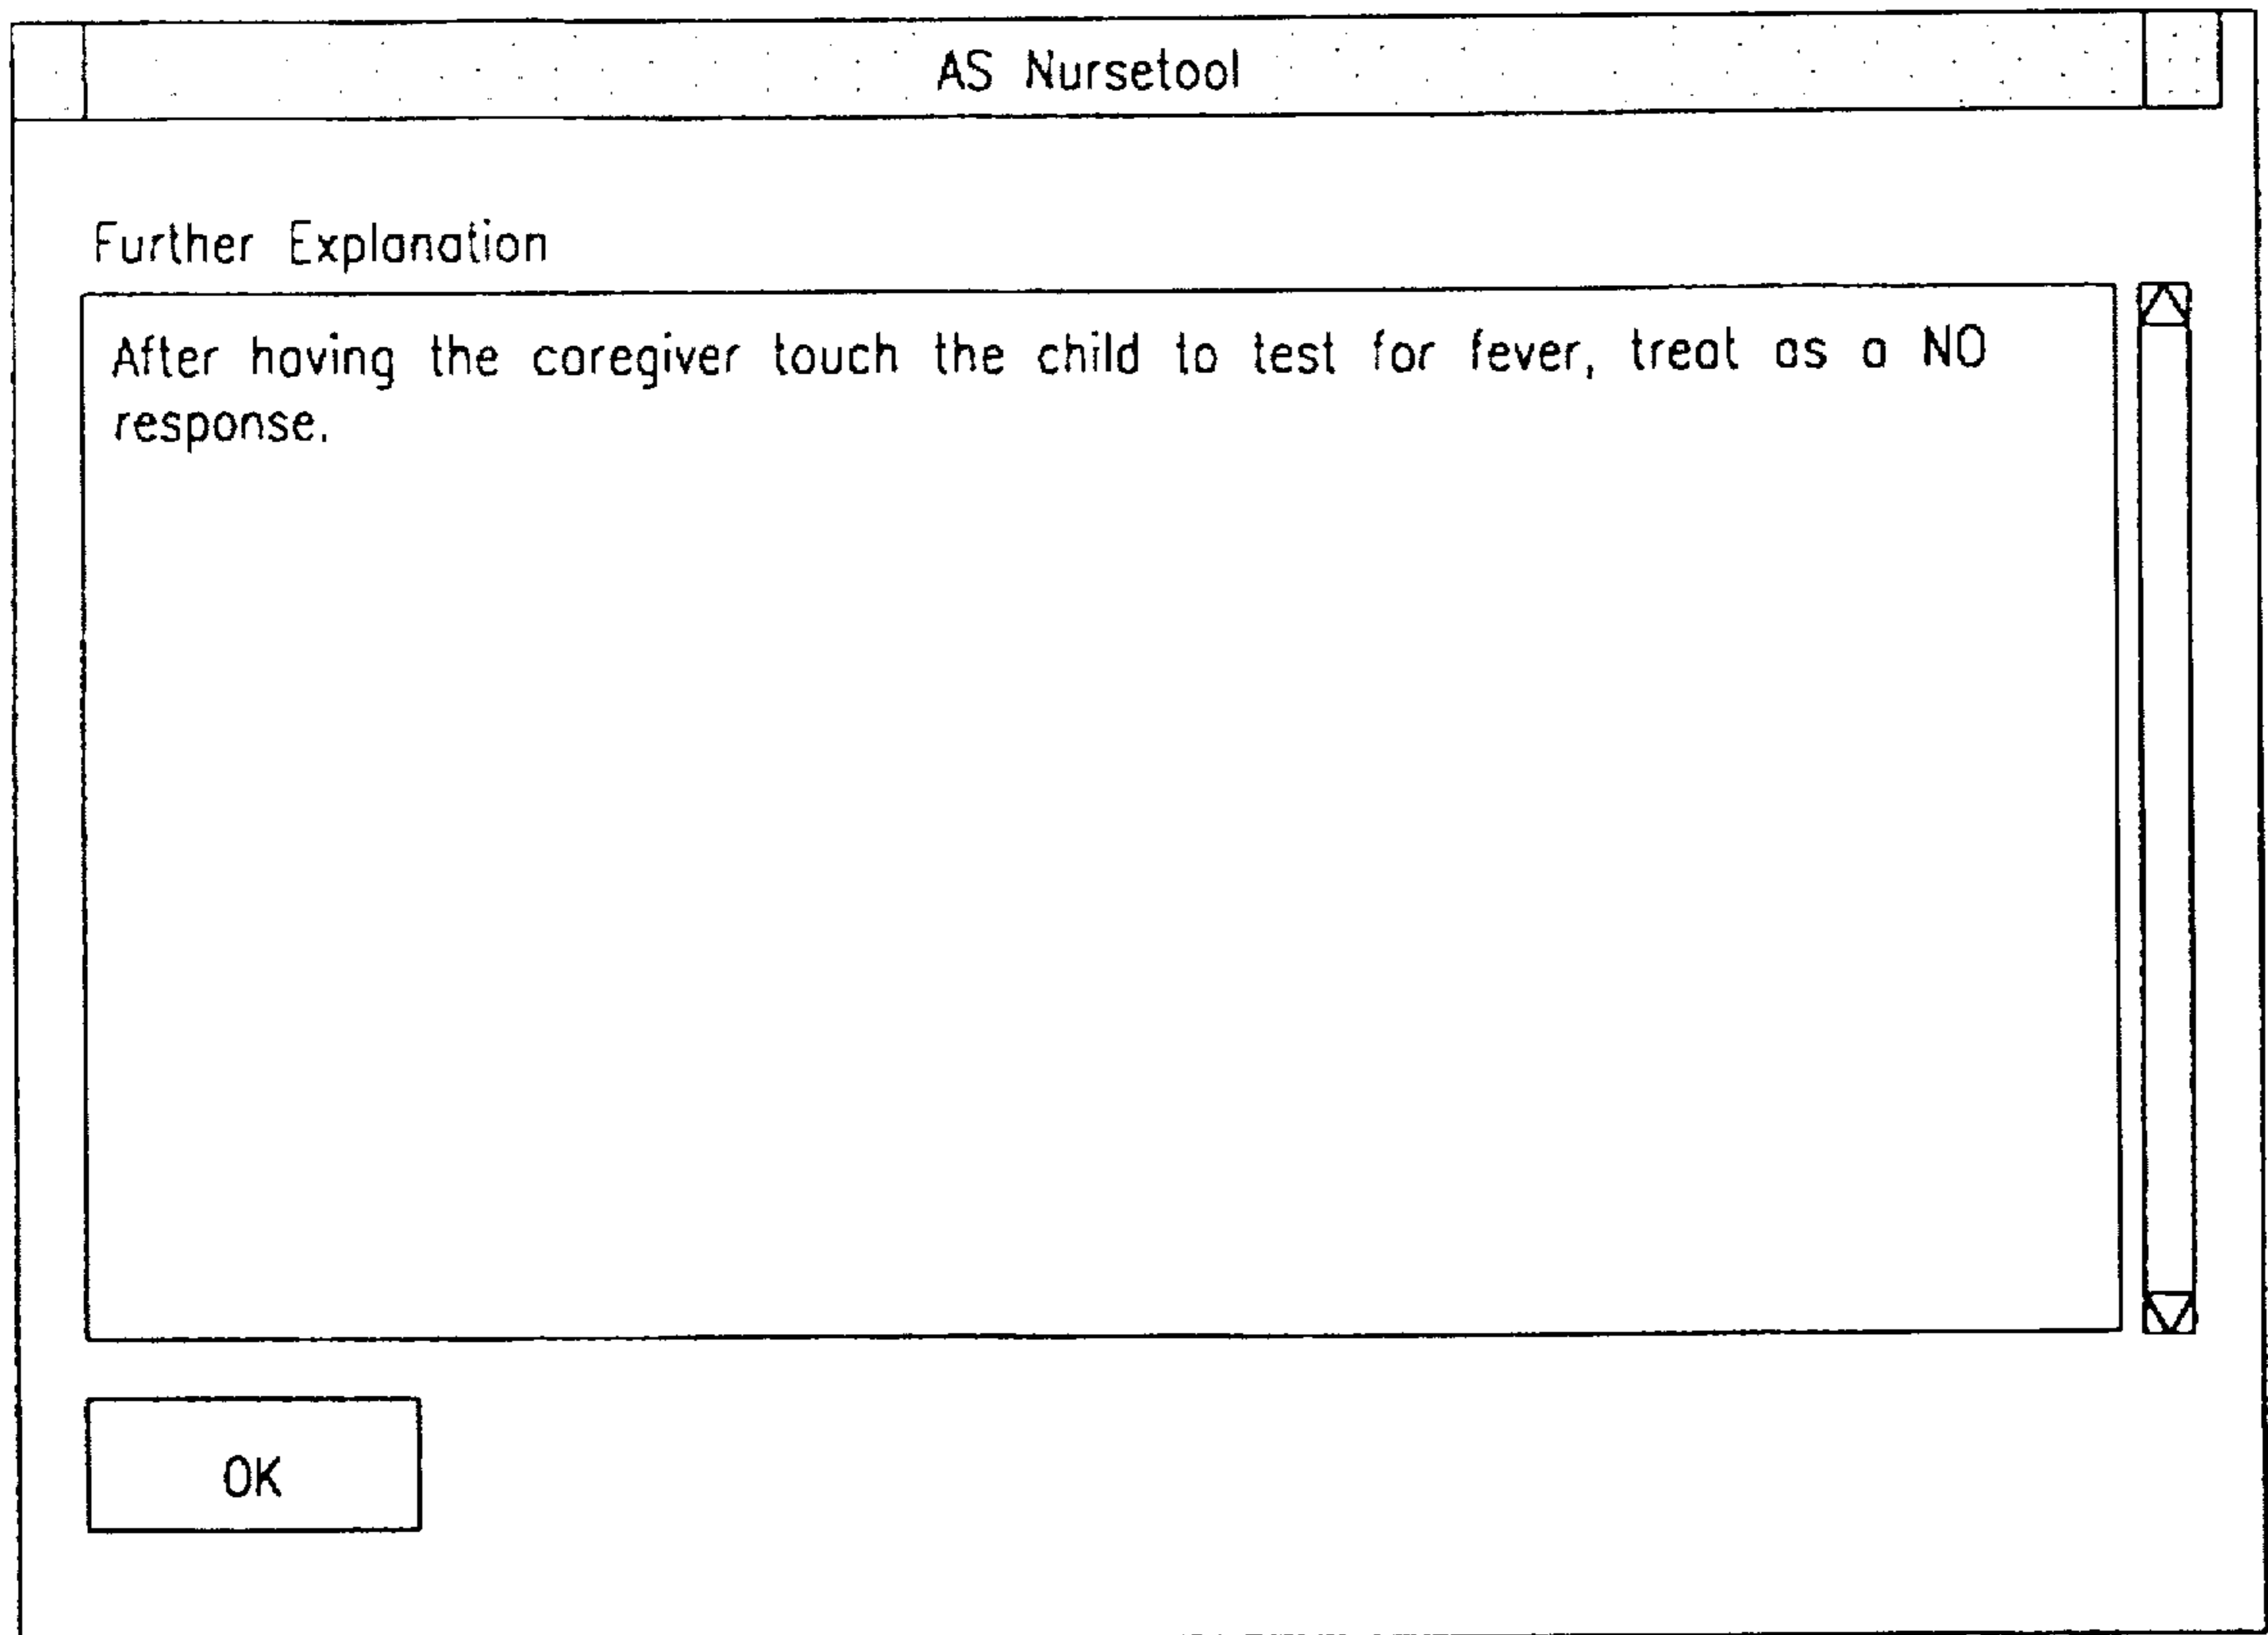 AS Nursetool
Further Explanation
After having the caregiver touch the child to test for fever, treat as a NO
response.
OK